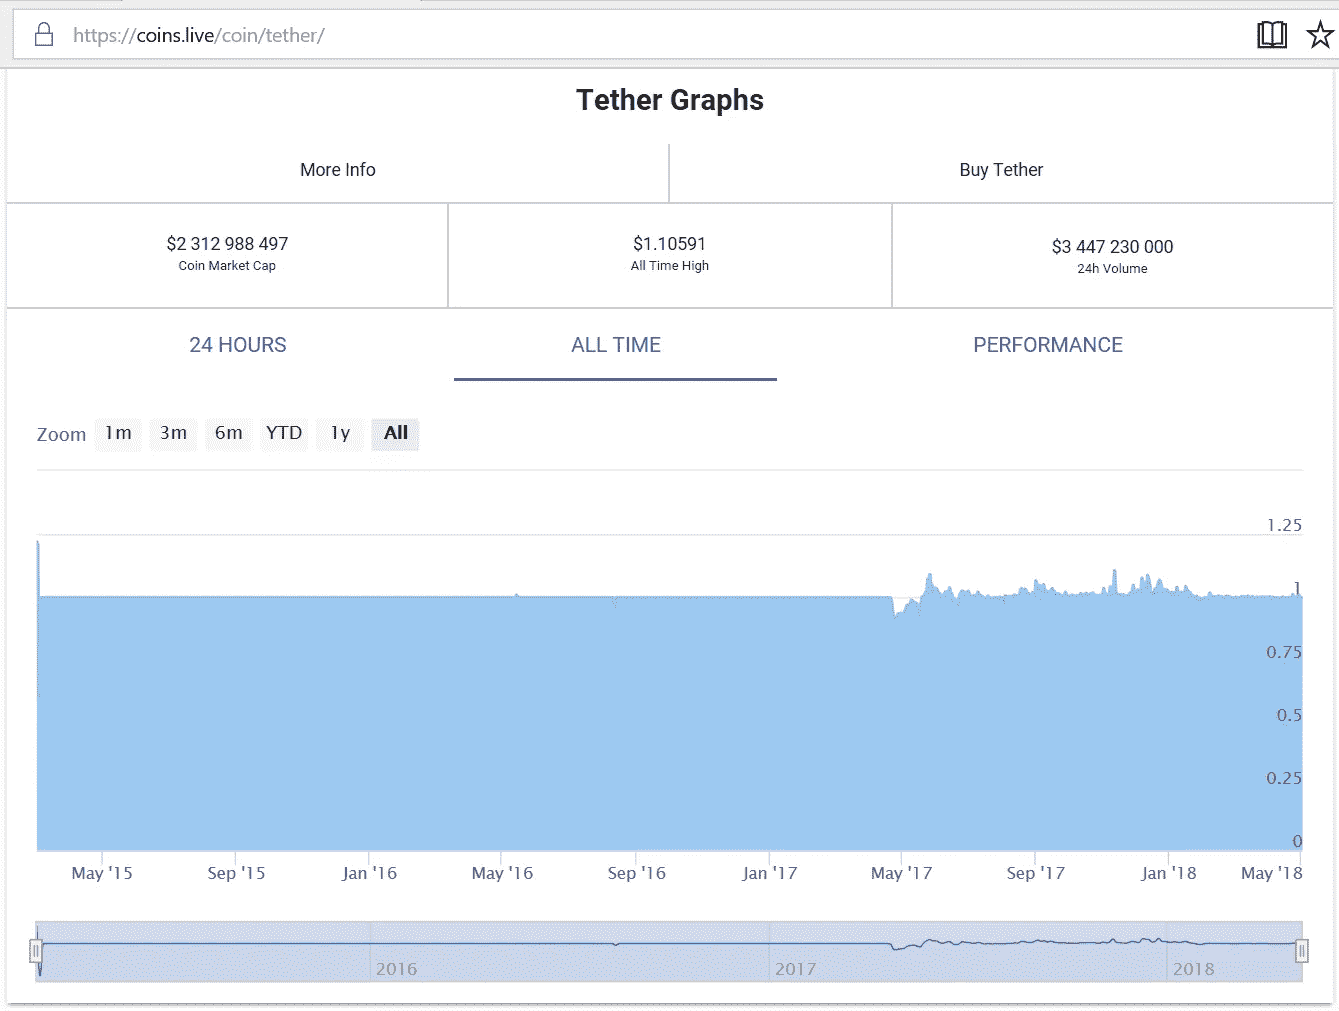 https://coins.live/coin/tether/
Tether Graphs
More Info
Buy Tether
$2 312 988 497
Coin Market Cap
$1.10591
All Time High
$3 447 230 000
24h Volume
24 HOURS
ALL TIME
PERFORMANCE
Zoom 1m 3m 6m YTD 1y All
1.25
1
0.75
0.5
0.25
0
May '15 Sep '15 Jan '16 May '16 Sep '16 Jan '17 May '17 Sep '17 Jan '18 May '18
2016 2017 2018